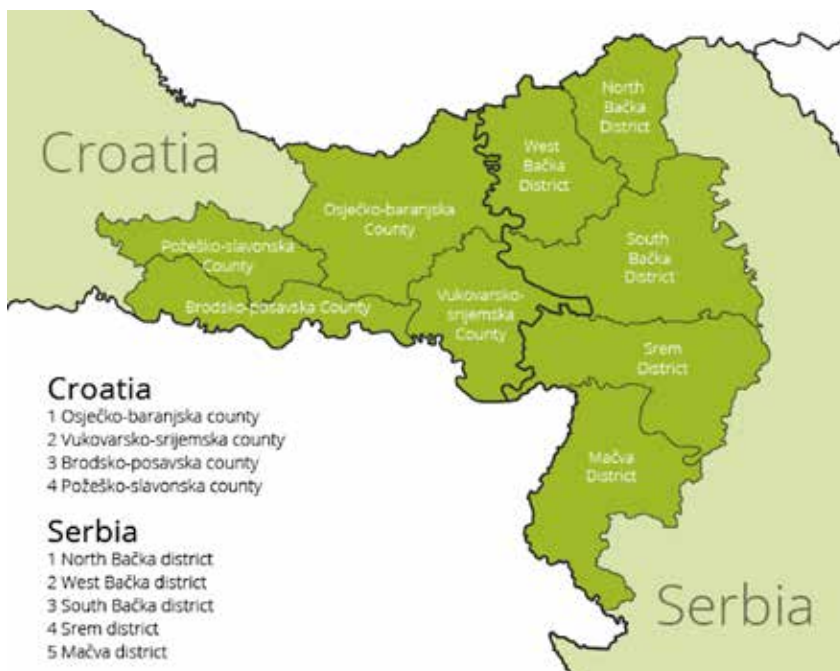 Croatia
North
Bačka
District
West
Bačka
District
Osječko-baranjska
County
Požeško-slavonska
County
South
Bačka
District
Brodsko-posavska County
Vukovarsko-
srijemska
County
Srem
District
Mačva
District
Serbia
Croatia
1 Osječko-baranjska county
2 Vukovarsko-srijemska county
3 Brodsko-posavska county
4 Požeško-slavonska county
Serbia
1 North Bačka district
2 West Bačka district
3 South Bačka district
4 Srem district
5 Mačva district